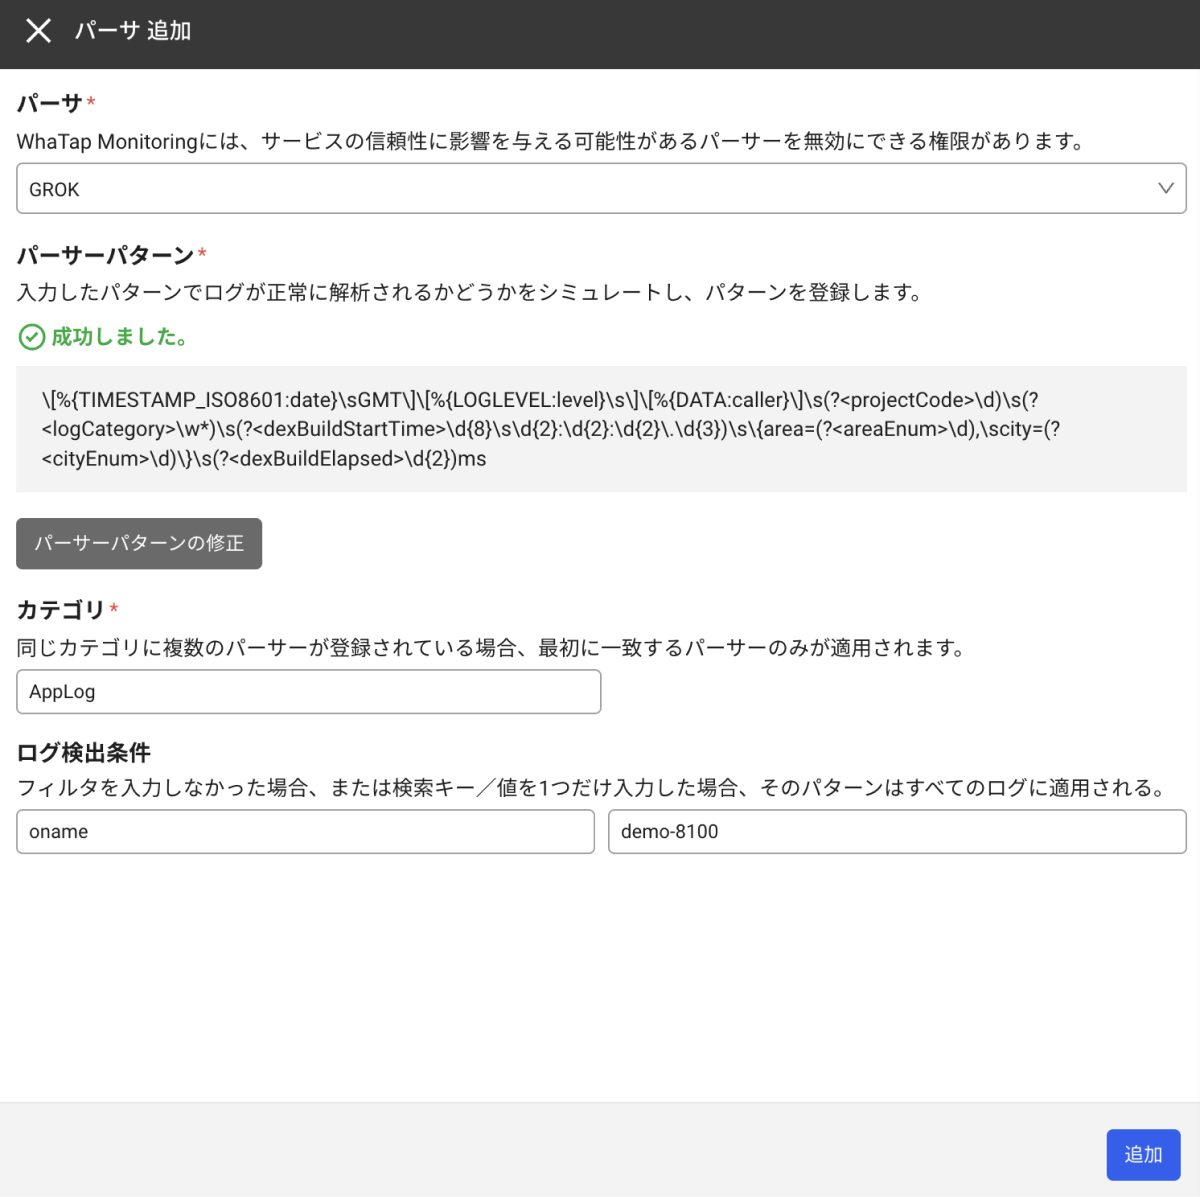 パーサ 追加
パーサ*
WhaTap Monitoringには、サービスの信頼性に影響を与える可能性があるパーサーを無効にできる権限があります。
GROK
パーサーパターン*
入力したパターンでログが正常に解析されるかどうかをシミュレートし、パターンを登録します。
成功しました。
\[%{TIMESTAMP_ISO8601:date}\sGMT\]\[%{LOGLEVEL:level}\s\]\[%{DATA:caller}\]\s(?<projectCode>\d)\s(?
<logCategory>\w*)\s(?<dexBuildStartTime>\d{8}\s\d{2}:\d{2}:\d{2}\.\d{3})\s\{area=(?<areaEnum>\d),\scity=(?
<cityEnum>\d)\}\s(?<dexBuildElapsed>\d{2})ms
パーサーパターンの修正
カテゴリ*
同じカテゴリに複数のパーサーが登録されている場合、最初に一致するパーサーのみが適用されます。
AppLog
ログ検出条件
フィルタを入力しなかった場合、または検索キー／値を1つだけ入力した場合、そのパターンはすべてのログに適用される。
oname
demo-8100
追加